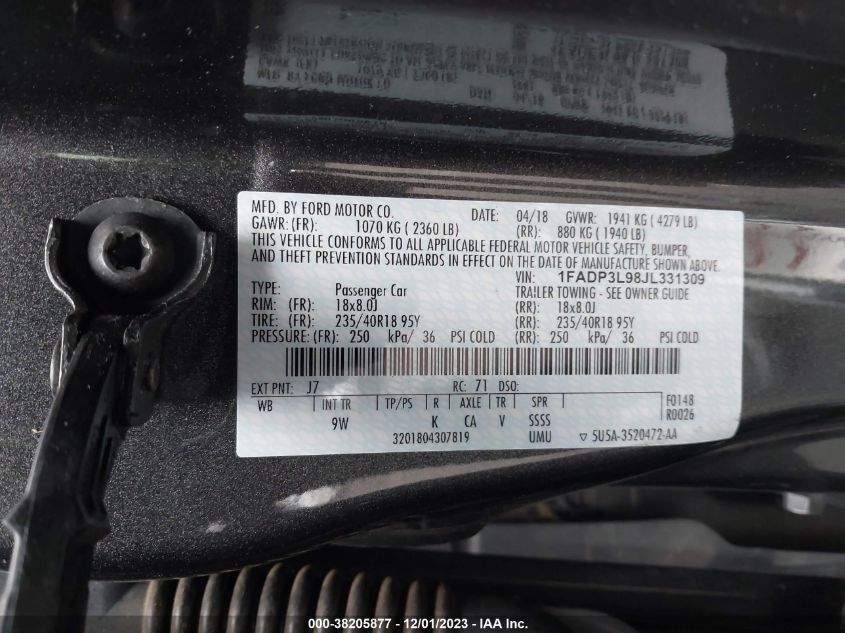 MFD. BY FORD MOTOR CO. DATE: 04/18 GVWR: 1941 KG ( 4279 LB)
GAWR: (FR): 1070 KG ( 2360 LB) (RR): 880 KG ( 1940 LB)
THIS VEHICLE CONFORMS TO ALL APPLICABLE FEDERAL MOTOR VEHICLE SAFETY, BUMPER,
AND THEFT PREVENTION STANDARDS IN EFFECT ON THE DATE OF MANUFACTURE SHOWN ABOVE.
VIN: 1FADP3L98JL331309
TYPE: Passenger Car TRAILER TOWING - SEE OWNER GUIDE
RIM: (FR): 18x8.0J (RR): 18x8.0J
TIRE: (FR): 235/40R18 95Y (RR): 235/40R18 95Y
PRESSURE: (FR): 250 kPa/ 36 PSI COLD (RR): 250 kPa/ 36 PSI COLD
EXT PNT: J7 RC: 71 DSO:
WB INT TR TP/PS R AXLE TR SPR F0148
9W K CA V SSSS R0026
3201804307819 UMU ▽ 5U5A-3520472-AA
000-38205877 - 12/01/2023 - IAA Inc.